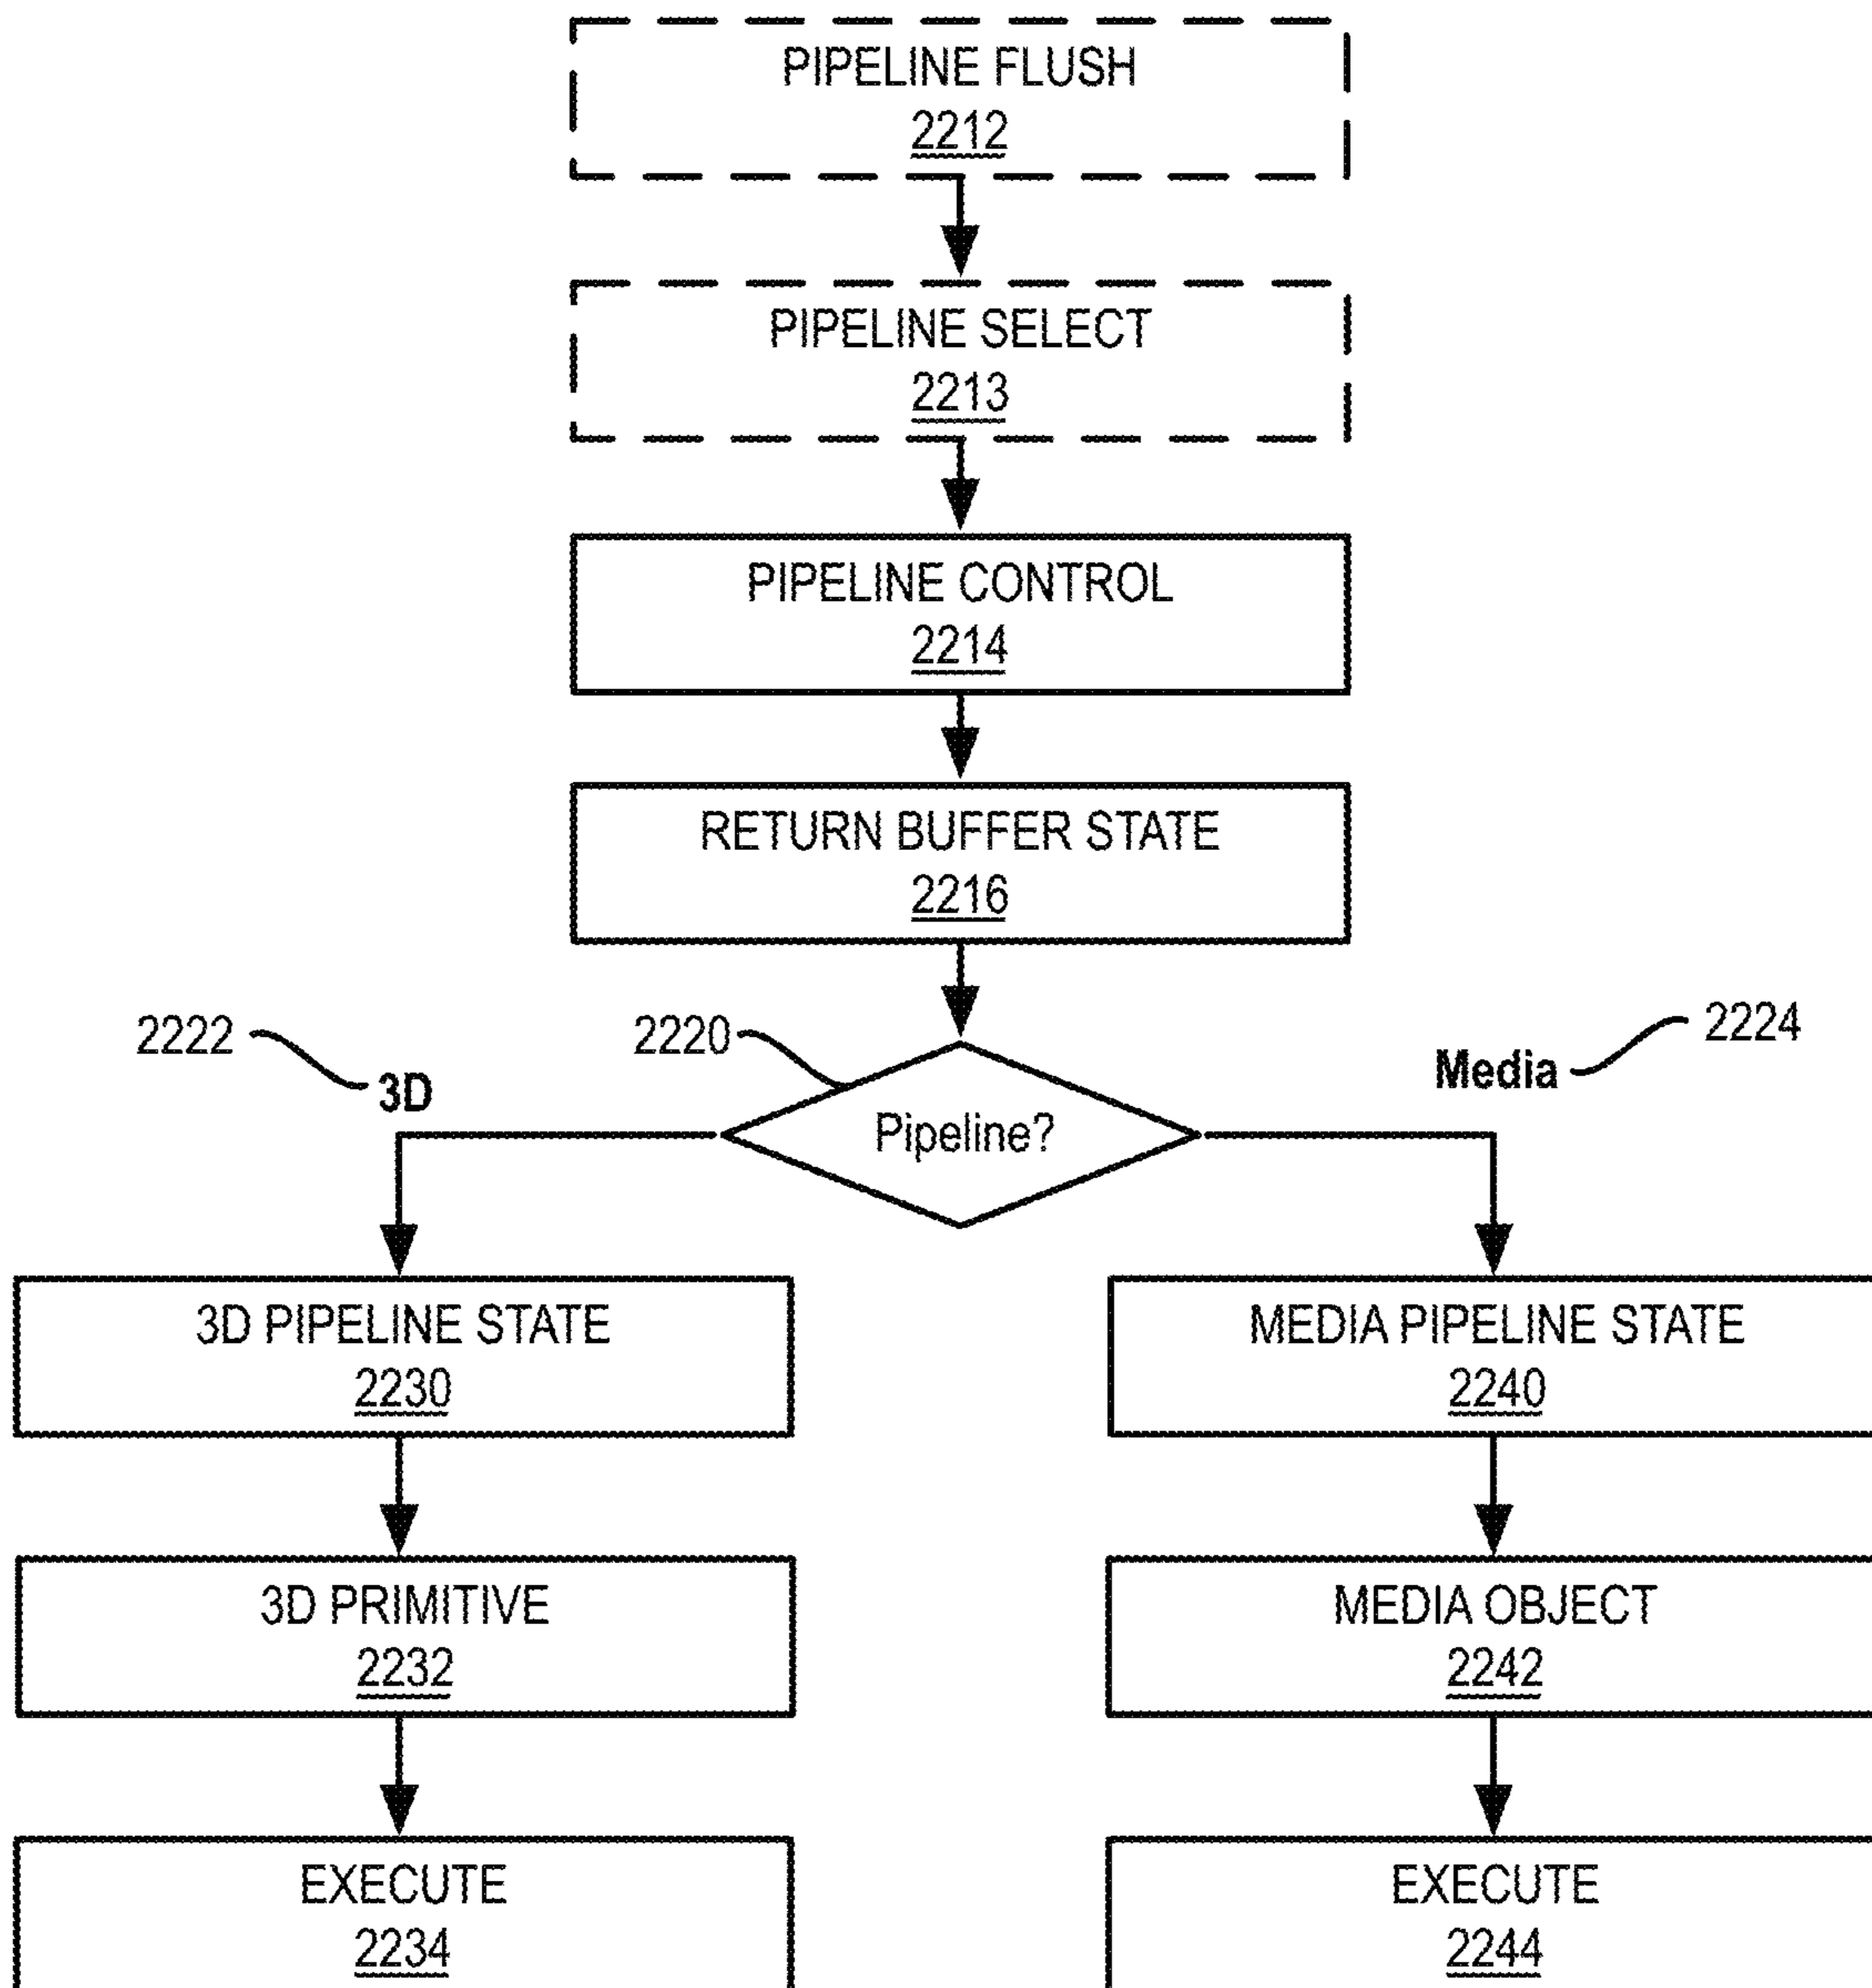 PIPELINE FLUSH
2212
PIPELINE SELECT
2213
PIPELINE CONTROL
2214
RETURN BUFFER STATE
2216
2222
3D
2220
Pipeline?
Media
2224
3D PIPELINE STATE
2230
MEDIA PIPELINE STATE
2240
3D PRIMITIVE
2232
MEDIA OBJECT
2242
EXECUTE
2234
EXECUTE
2244